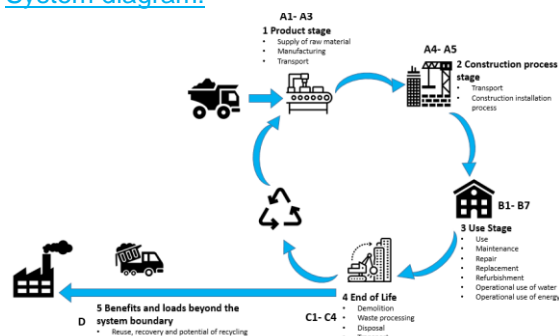 System diagram:
A1- A3
1 Product stage
• Supply of raw material
• Manufacturing
• Transport
A4- A5
2 Construction process
stage
• Transport
• Construction installation
process
B1- B7
3 Use Stage
• Use
• Maintenance
• Repair
• Replacement
• Refurbishment
• Operational use of water
• Operational use of energ
4 End of Life
C1- C4
• Demolition
• Waste processing
• Disposal
5 Benefits and loads beyond the
D system boundary
• Reuse, recovery and potential of recycling